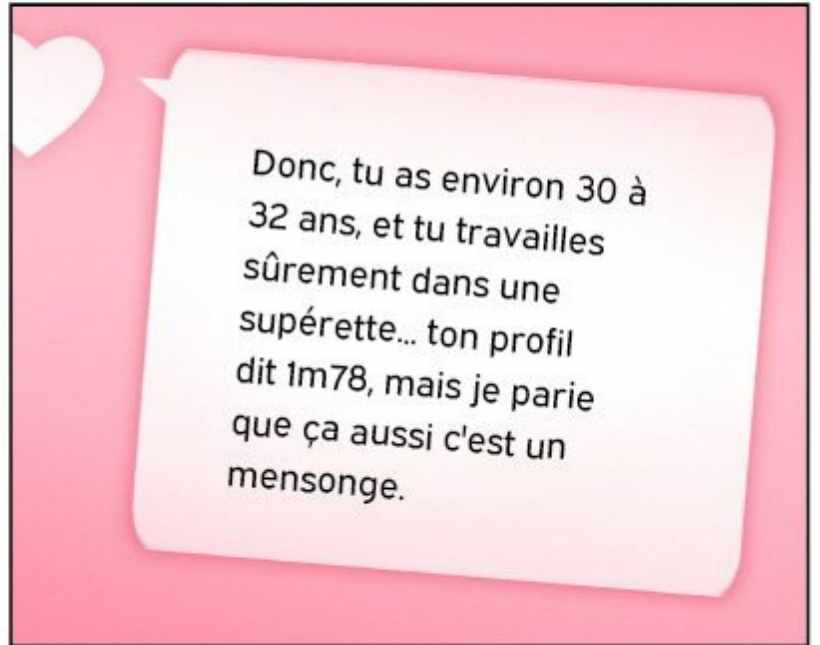 Donc, tu as environ 30 à
32 ans, et tu travailles
sûrement dans une
supérette... ton profil
dit 1m78, mais je parie
que ça aussi c'est un
mensonge.